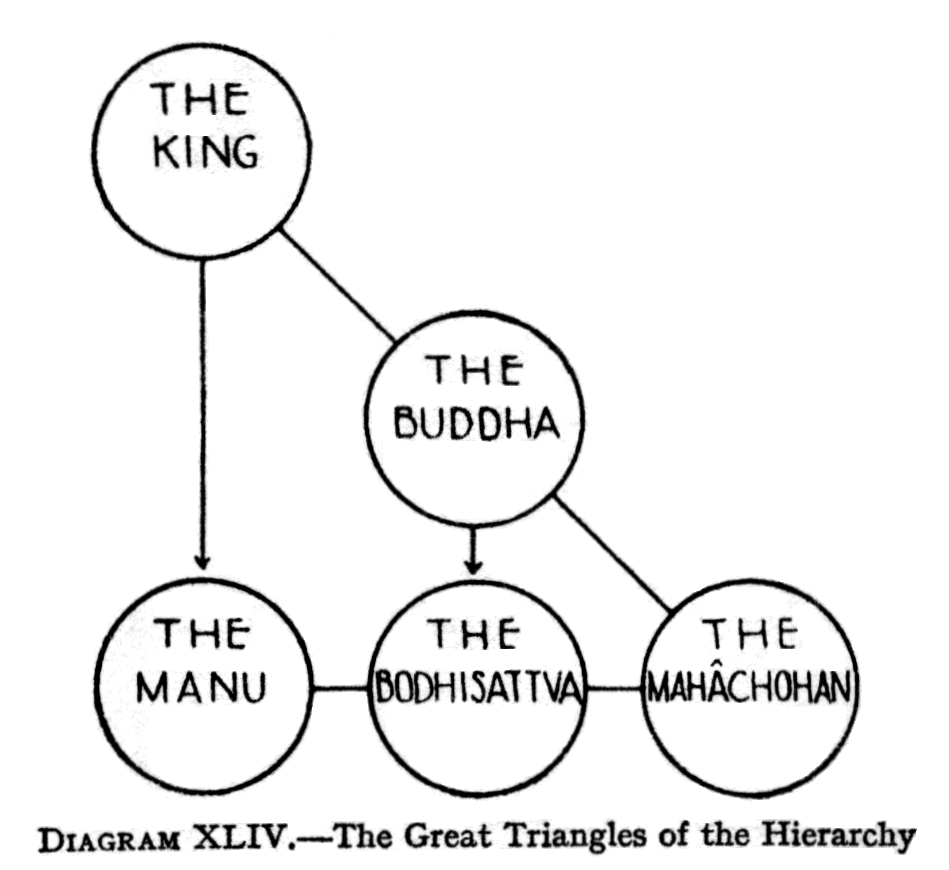 THE
KING
THE
BUDDHA
THE
MANU
THE
BODHISATTVA
THE
MAHÂCHOHAN
DIAGRAM XLIV.—The Great Triangles of the Hierarchy